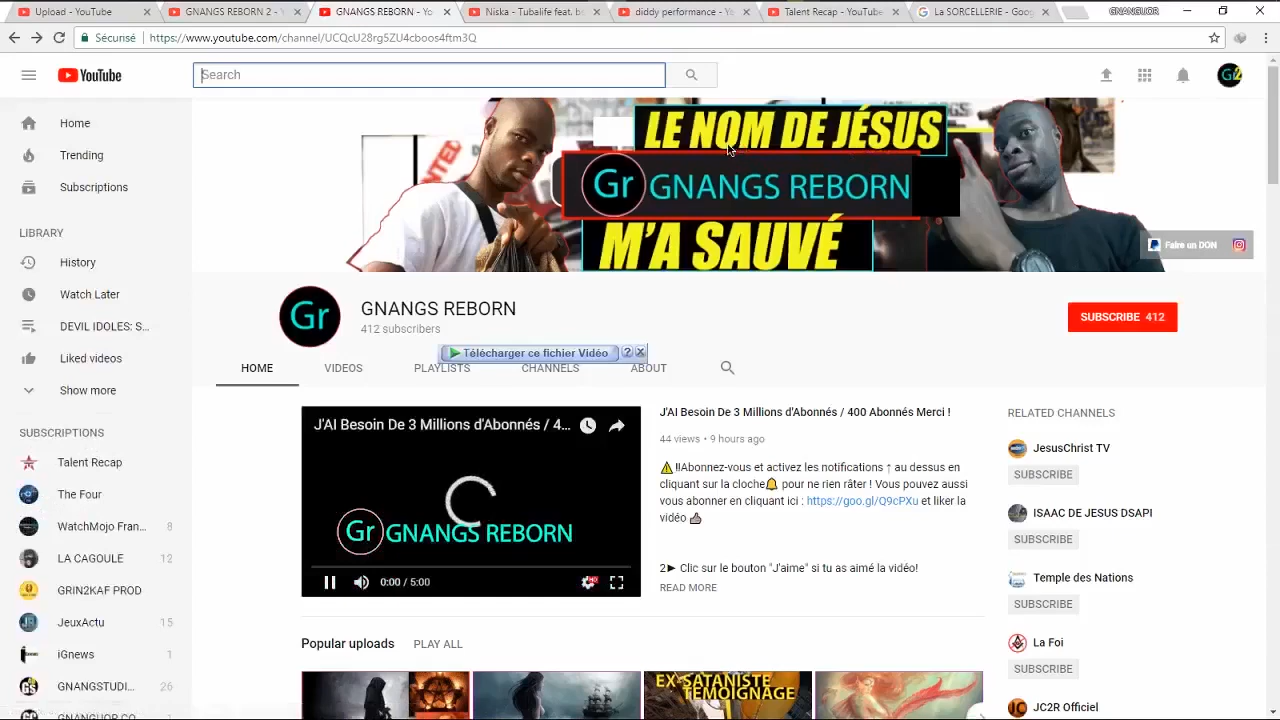 Upload - YouTube
GNANGS REBORN 2 -
GNANGS REBORN - Yo
Niska - Tubalife feat. b
diddy performance - Yo
Talent Recap - YouTube
La SORCELLERIE - Goog
GNANGUOR
Sécurisé
https://www.youtube.com/channel/UCQcU28rg5ZU4cboos4ftm3Q
YouTube
Search
Gr2
Home
Trending
Subscriptions
LIBRARY
History
Watch Later
DEVIL IDOLES: S...
Liked videos
Show more
SUBSCRIPTIONS
Talent Recap
The Four
WatchMojo Fran... 8
LA CAGOULE 12
GRIN2KAF PROD
JeuxActu 15
iGnews 1
GNANGSTUDI... 26
GNANGUOR CO
LE NOM DE JÉSUS
Gr GNANGS REBORN
M'A SAUVÉ
Faire un DON
Gr
GNANGS REBORN
412 subscribers
SUBSCRIBE 412
Télécharger ce fichier Vidéo ?
HOME VIDEOS PLAYLISTS CHANNELS ABOUT
J'AI Besoin De 3 Millions d'Abonnés / 4...
Gr GNANGS REBORN
0:00 / 5:00
HD
J'AI Besoin De 3 Millions d'Abonnés / 400 Abonnés Merci !
44 views • 9 hours ago
⚠!!Abonnez-vous et activez les notifications ↑ au dessus en
cliquant sur la cloche🔔 pour ne rien râter ! Vous pouvez aussi
vous abonner en cliquant ici : https://goo.gl/Q9cPXu et liker la
vidéo 👍
2► Clic sur le bouton "J'aime" si tu as aimé la vidéo!
READ MORE
Popular uploads PLAY ALL
EX-SATANISTE
TÉMOIGNAGE
RELATED CHANNELS
JesusChrist TV
SUBSCRIBE
ISAAC DE JESUS DSAPI
SUBSCRIBE
Temple des Nations
SUBSCRIBE
La Foi
SUBSCRIBE
JC2R Officiel